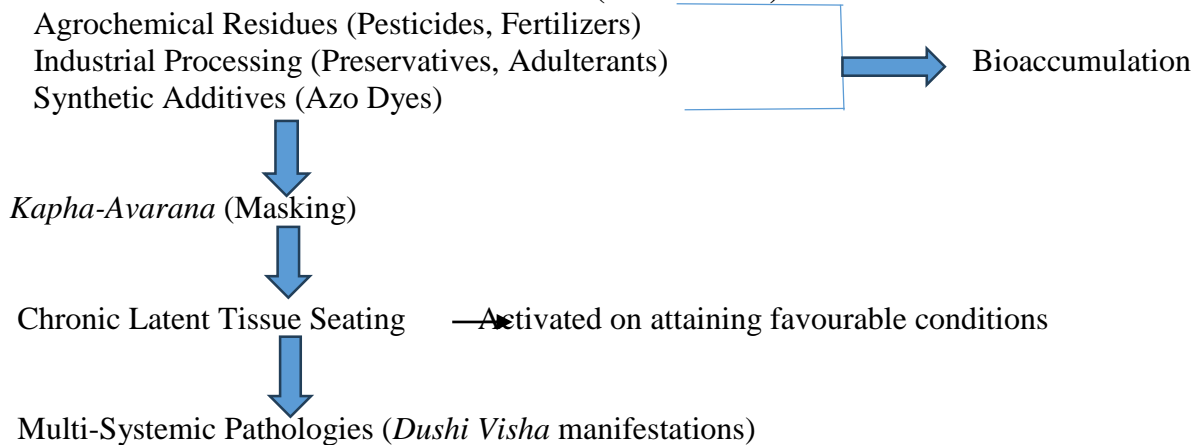 Agrochemical Residues (Pesticides, Fertilizers)
Industrial Processing (Preservatives, Adulterants) Bioaccumulation
Synthetic Additives (Azo Dyes)
Kapha-Avarana (Masking)
Chronic Latent Tissue Seating Activated on attaining favourable conditions
Multi-Systemic Pathologies (Dushi Visha manifestations)